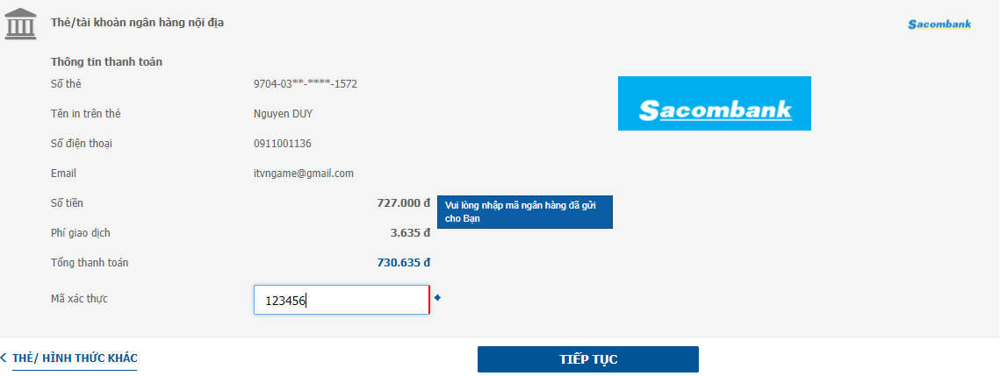 Thẻ/tài khoản ngân hàng nội địa
Sacombank
Thông tin thanh toán
Số thẻ 9704-03**-****-1572
Sacombank
Tên in trên thẻ Nguyen DUY
Số điện thoại 0911001136
Email itvngame@gmail.com
Số tiền 727.000 đ
Vui lòng nhập mã ngân hàng đã gửi
cho Bạn
Phí giao dịch 3.635 đ
Tổng thanh toán 730.635 đ
Mã xác thực 123456
THẺ/ HÌNH THỨC KHÁC
TIẾP TỤC